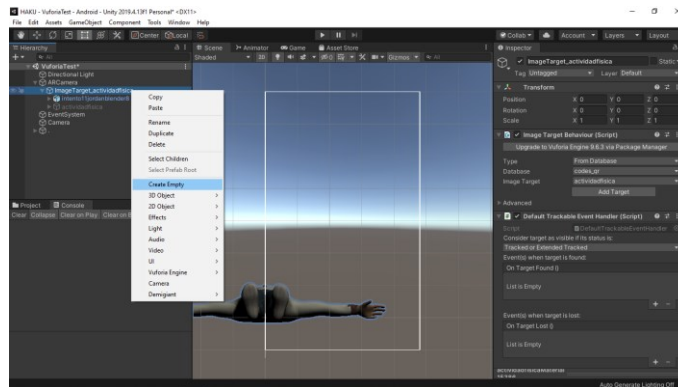 HAKU - VuforiaTest - Android - Unity 2019.4.13f1 Personal* <DX11>
File Edit Assets GameObject Component Tools Window Help
Center Local
Collab Account Layers Layout
Hierarchy
Scene Animator Game Asset Store
Inspector
All
Shaded 2D Gizmos All
VuforiaTest*
Directional Light
ARCamera
ImageTarget_actividadfisica
EventSystem
Camera
Copy
Paste
Rename
Duplicate
Delete
Select Children
Select Prefab Root
Create Empty
3D Object
2D Object
Effects
Light
Audio
Video
UI
Vuforia Engine
Camera
Demigiant
Project Console
Clear Collapse Clear on Play
ImageTarget_actividadfisica Static
Tag Untagged Layer Default
Transform
Position X 0 Y 0 Z 0
Rotation X 0 Y 0 Z 0
Scale X 1 Y 1 Z 1
Image Target Behaviour (Script)
Upgrade to Vuforia Engine 9.6.3 via Package Manager
Type From Database
Database codes_qr
Image Target actividadfisica
Add Target
Advanced
Default Trackable Event Handler (Script)
Script DefaultTrackableEventHandler
Consider target as visible if its status is:
Tracked or Extended Tracked
Event(s) when target is found:
On Target Found ()
List is Empty
Event(s) when target is lost:
On Target Lost ()
List is Empty
Auto Generate Lighting Off